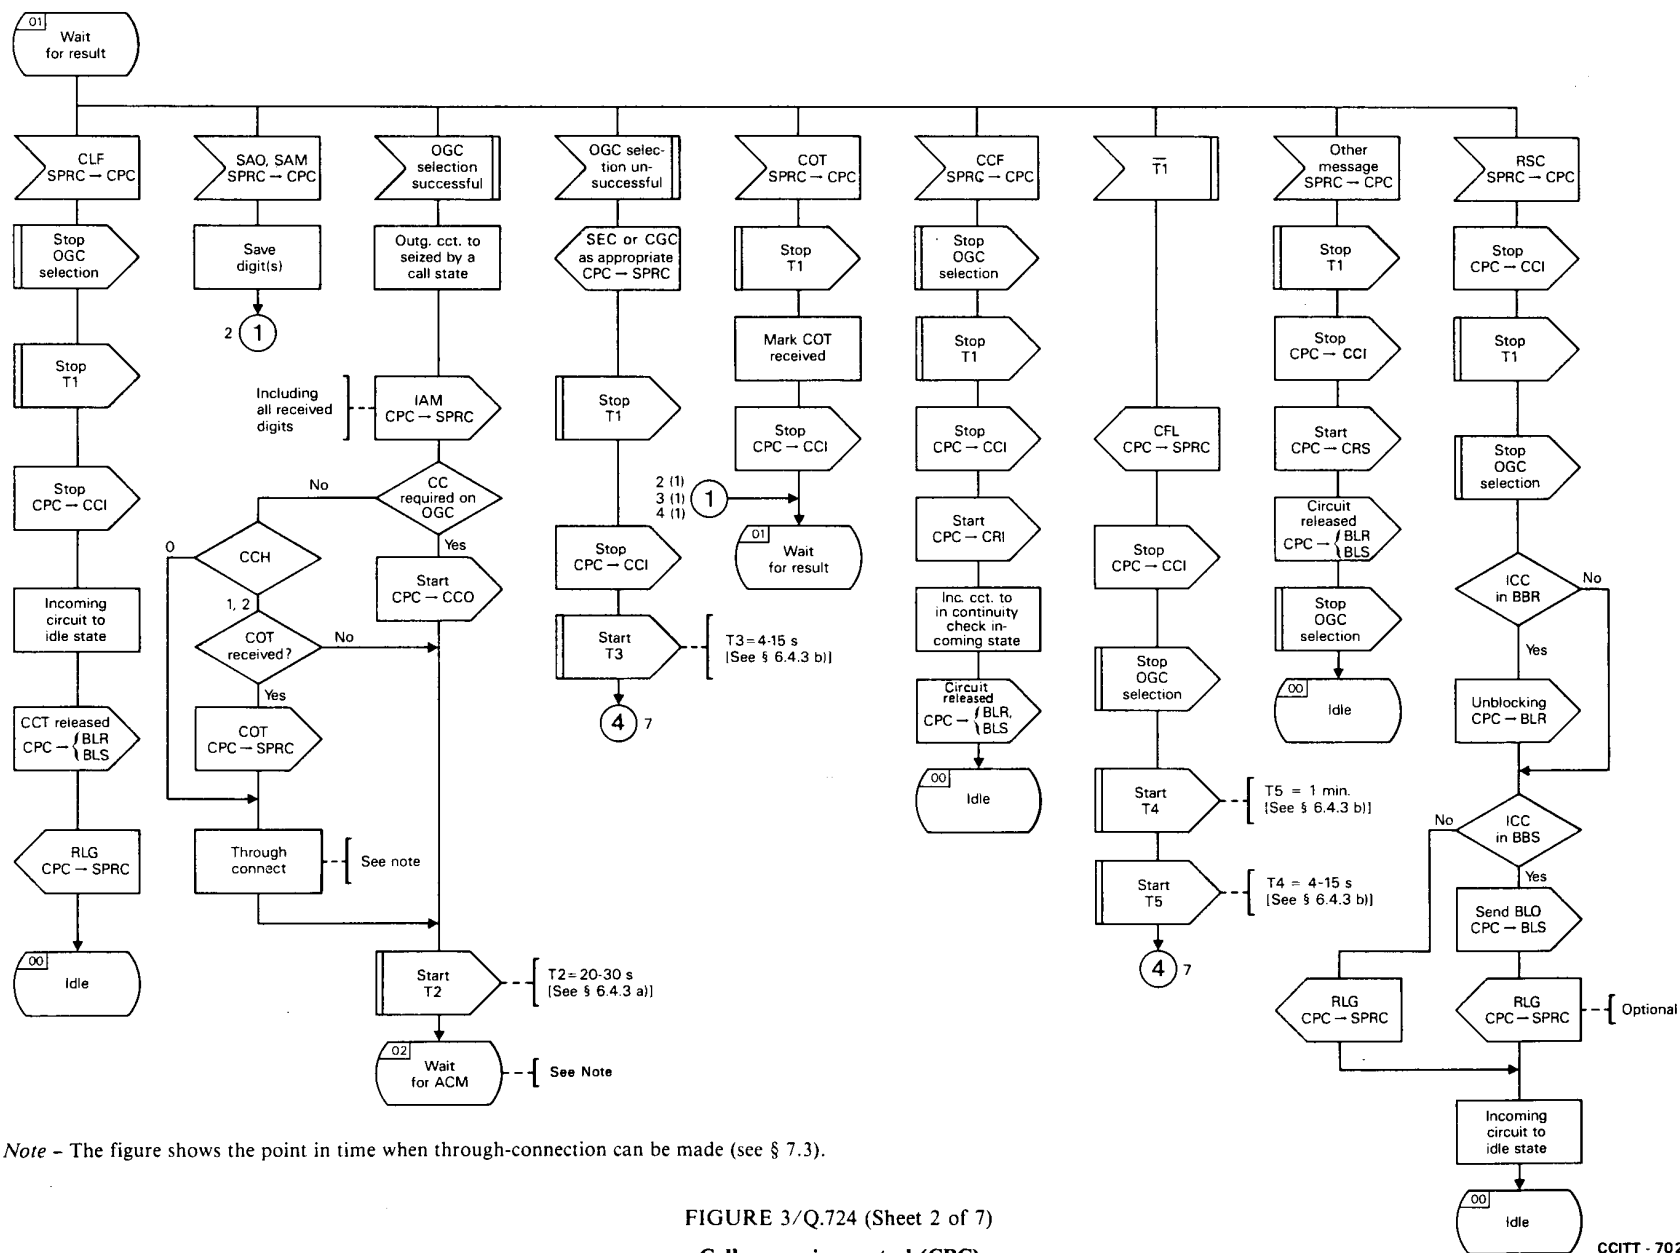 01
Wait
for result
CLF
SPRC → CPC
Stop
OGC
selection
Stop
T1
Stop
CPC → CCI
Incoming
circuit to
idle state
CCT released
CPC → { BLR
BLS
RLG
CPC → SPRC
00
Idle
SAO, SAM
SPRC → CPC
Save
digit(s)
2 1
OGC
selection
successful
Outg. cct. to
seized by a
call state
Including
all received
digits
IAM
CPC → SPRC
CC
required on
OGC
No
Yes
CCH
0
1, 2
Start
CPC → CCO
COT
received?
No
Yes
COT
CPC → SPRC
Through
connect
See note
Start
T2
T2=20-30 s
[See § 6.4.3 a)]
02
Wait
for ACM
See Note
OGC selec-
tion un-
successful
SEC or CGC
as appropriate
CPC → SPRC
Stop
T1
Stop
CPC → CCI
Start
T3
T3=4-15 s
[See § 6.4.3 b)]
4 7
COT
SPRC → CPC
Stop
T1
Mark COT
received
Stop
CPC → CCI
2 (1)
3 (1)
4 (1)
1
01
Wait
for result
CCF
SPRC → CPC
Stop
OGC
selection
Stop
T1
Stop
CPC → CCI
Start
CPC → CRI
Inc. cct. to
in continuity
check in-
coming state
Circuit
released
CPC → { BLR,
BLS
00
Idle
T1
CFL
CPC → SPRC
Stop
CPC → CCI
Stop
OGC
selection
Start
T4
T5 = 1 min.
[See § 6.4.3 b)]
Start
T5
T4 = 4-15 s
[See § 6.4.3 b)]
4 7
Other
message
SPRC → CPC
Stop
T1
Stop
CPC → CCI
Start
CPC → CRS
Circuit
released
CPC → { BLR
BLS
Stop
OGC
selection
00
Idle
RSC
SPRC → CPC
Stop
CPC → CCI
Stop
T1
Stop
OGC
selection
ICC
in BBR
No
Yes
Unblocking
CPC → BLR
ICC
in BBS
No
Yes
Send BLO
CPC → BLS
RLG
CPC → SPRC
RLG
CPC → SPRC
Optional
Incoming
circuit to
idle state
00
Idle
Note – The figure shows the point in time when through-connection can be made (see § 7.3).
FIGURE 3/Q.724 (Sheet 2 of 7)
CCITT - 702